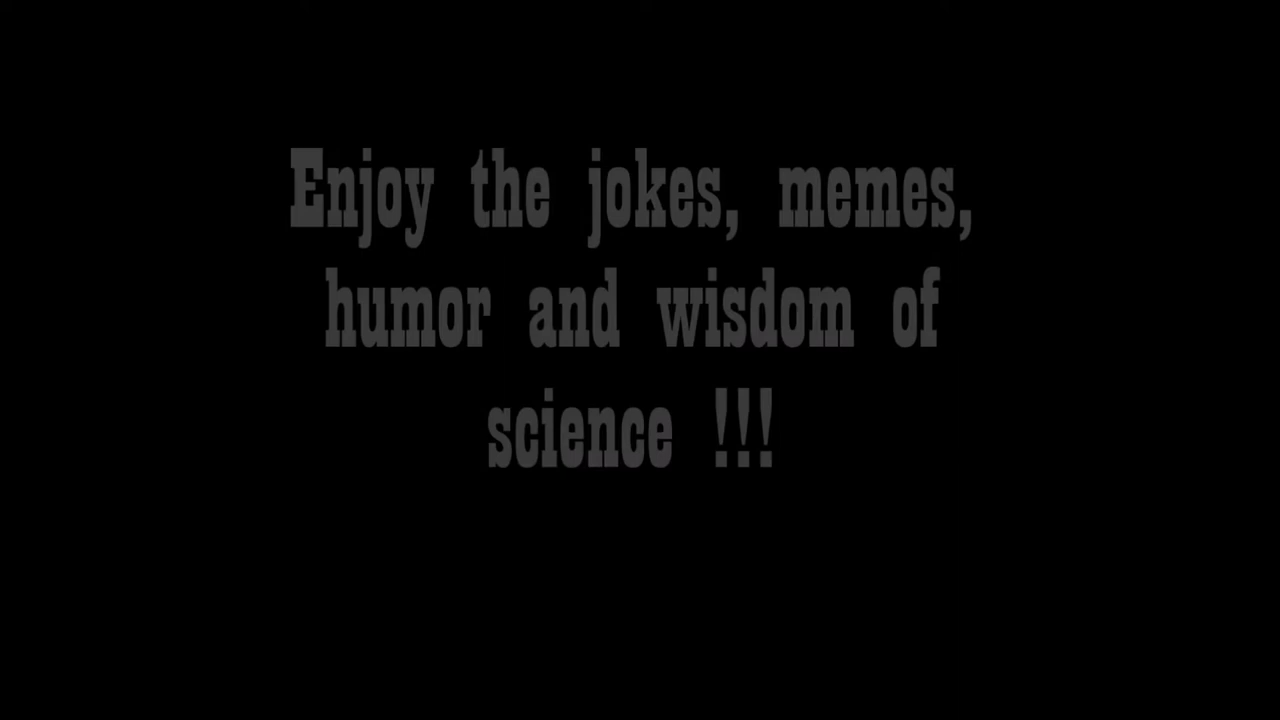 Enjoy the jokes, memes,
humor and wisdom of
science !!!